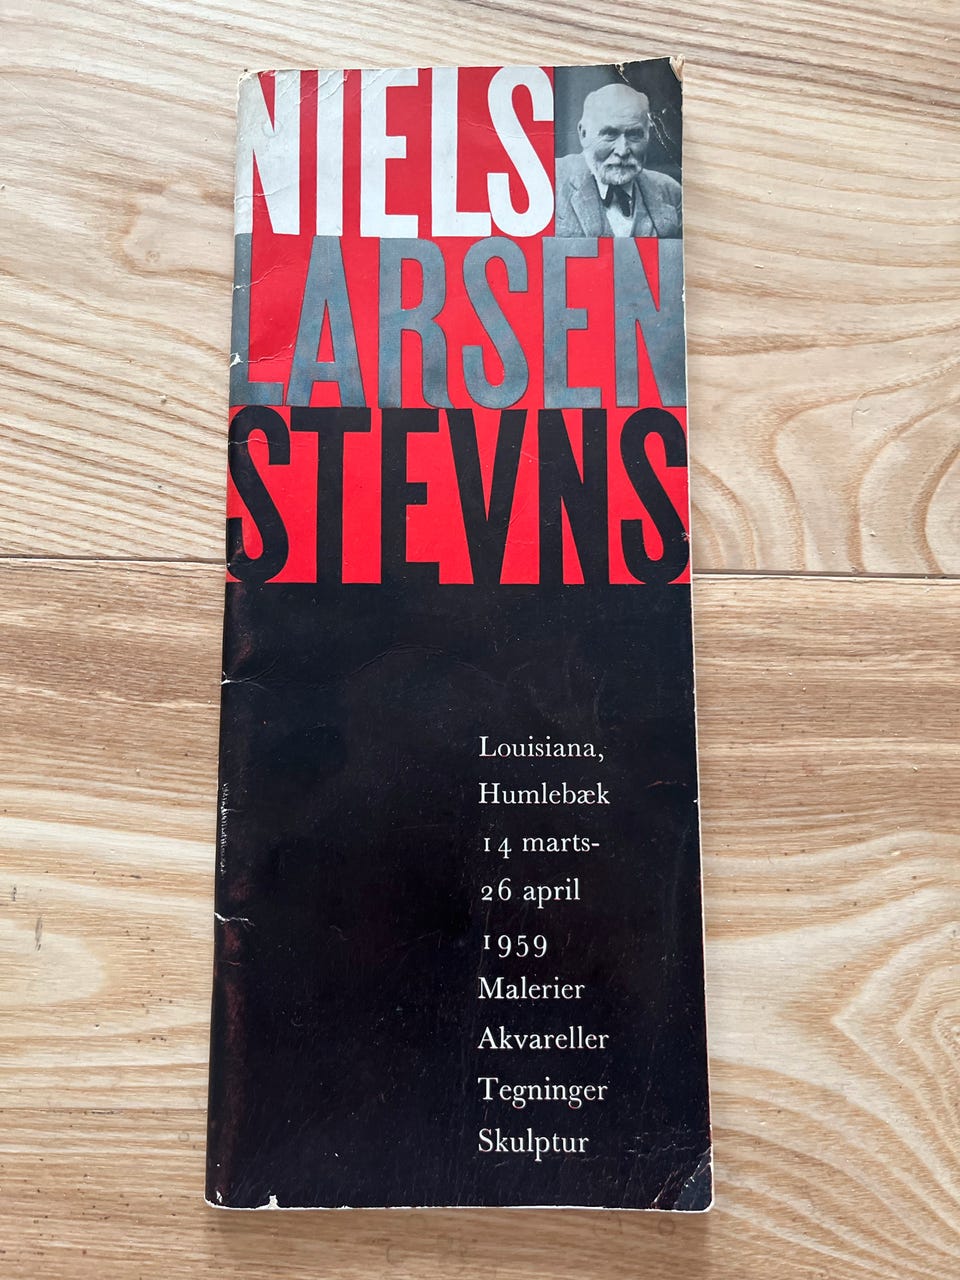 NIELS
LARSEN
STEVNS
Louisiana,
Humlebæk
14 marts-
26 april
1959
Malerier
Akvareller
Tegninger
Skulptur